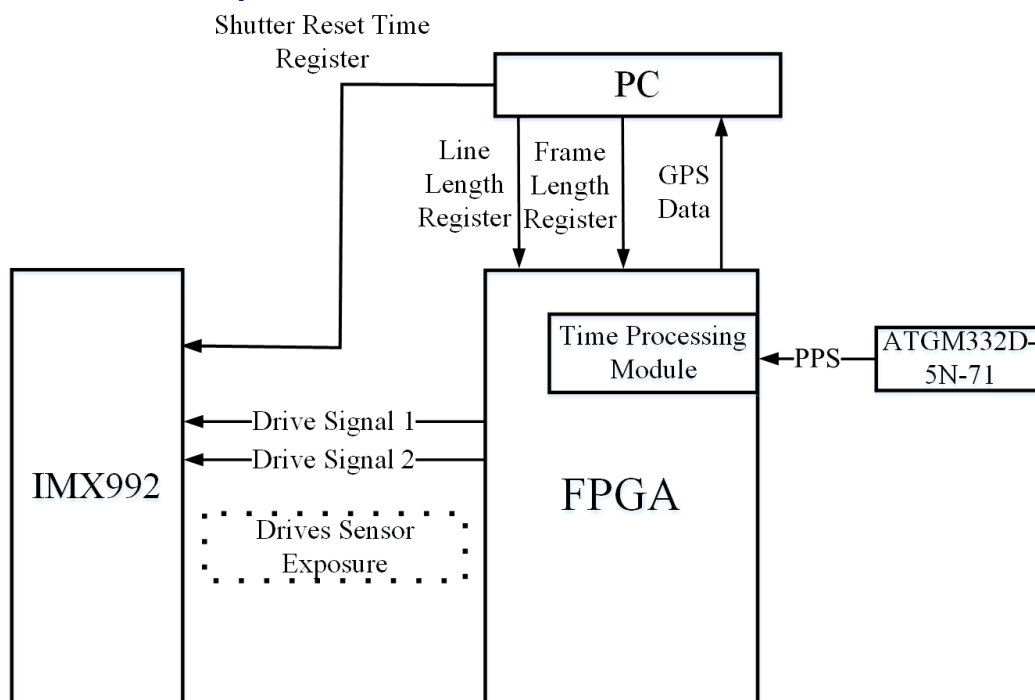 Shutter Reset Time
Register
PC
Line
Length
Register
Frame
Length
Register
GPS
Data
Time Processing
Module
PPS
ATGM332D-
5N-71
Drive Signal 1
Drive Signal 2
IMX992
FPGA
Drives Sensor
Exposure